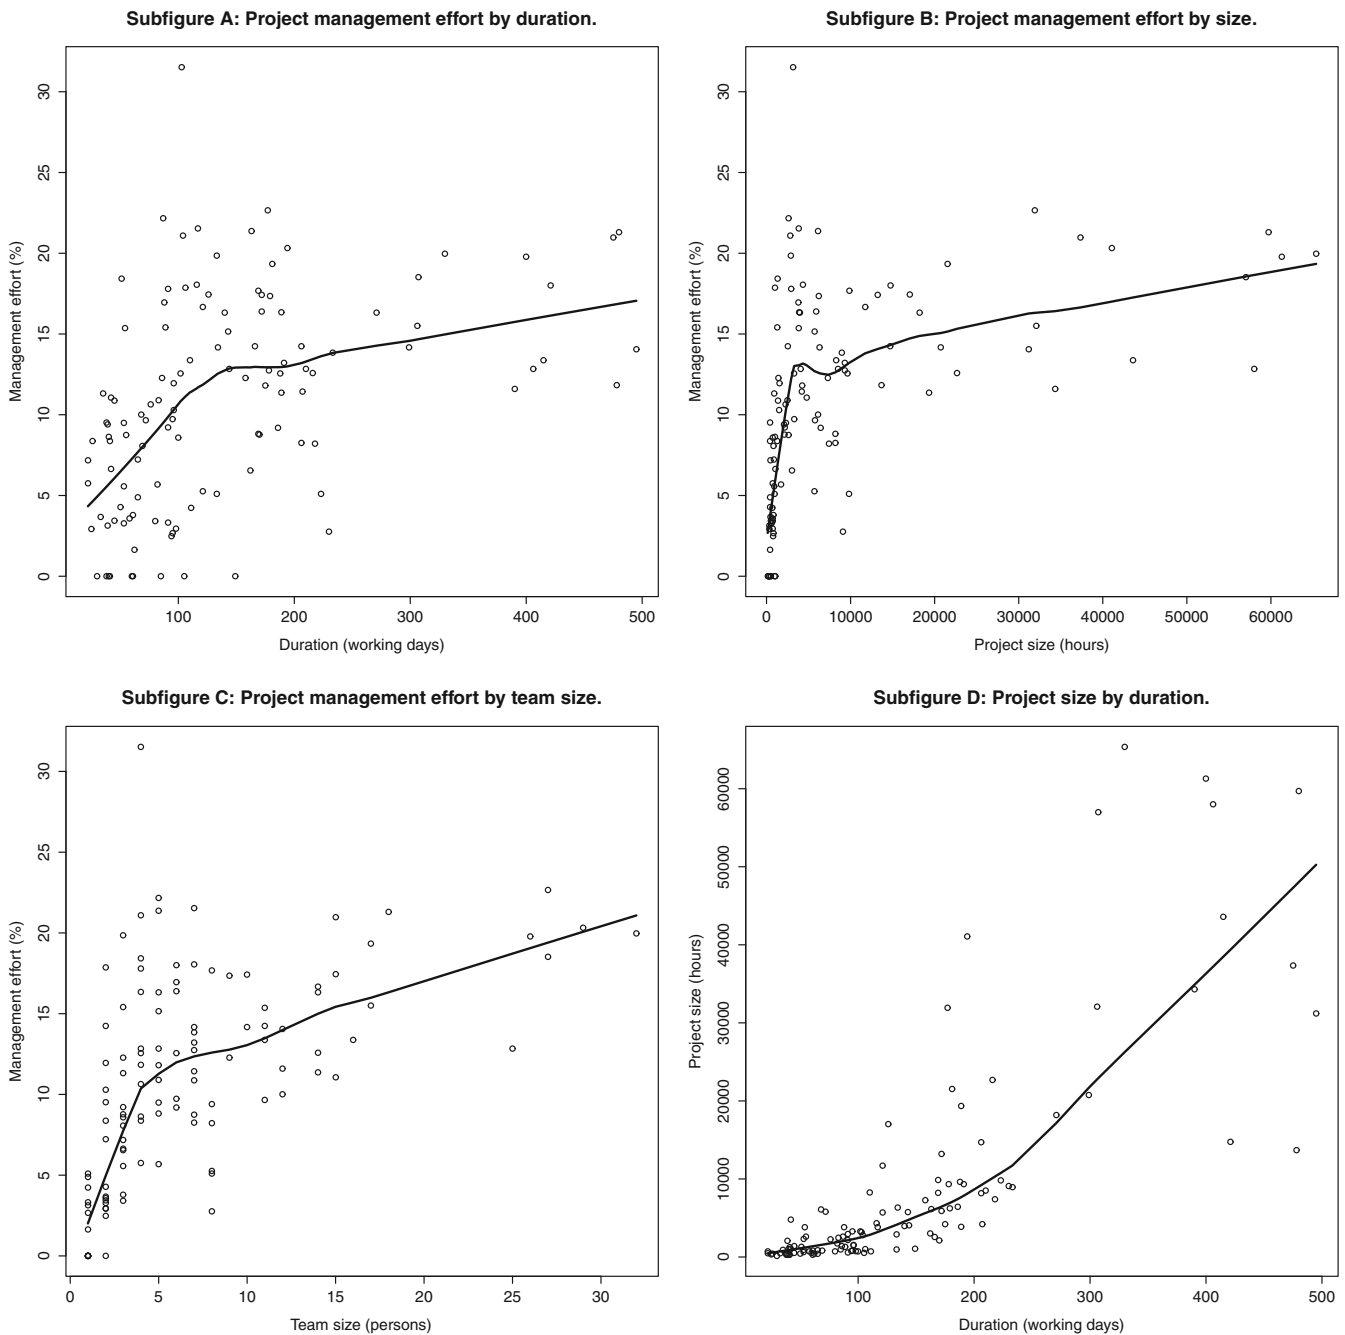 Subfigure A: Project management effort by duration.
Management effort (%)
0 5 10 15 20 25 30
100 200 300 400 500
Duration (working days)
Subfigure B: Project management effort by size.
Management effort (%)
0 5 10 15 20 25 30
0 10000 20000 30000 40000 50000 60000
Project size (hours)
Subfigure C: Project management effort by team size.
Management effort (%)
0 5 10 15 20 25 30
0 5 10 15 20 25 30
Team size (persons)
Subfigure D: Project size by duration.
Project size (hours)
0 10000 20000 30000 40000 50000 60000
100 200 300 400 500
Duration (working days)